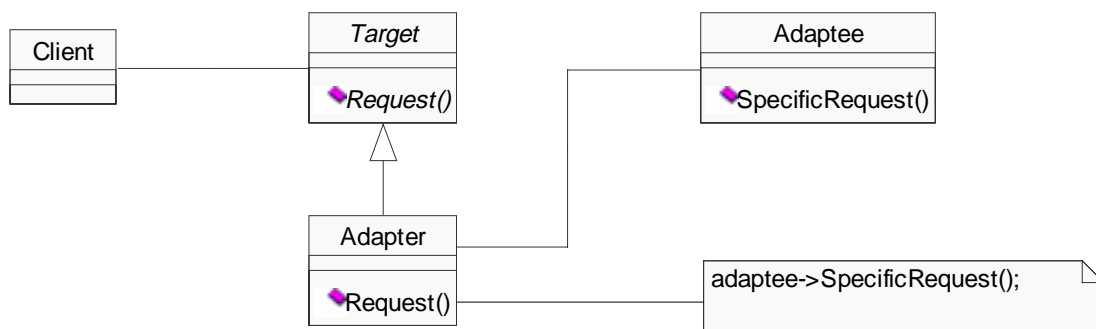 Client
Target
Request()
Adaptee
SpecificRequest()
Adapter
Request()
adaptee->SpecificRequest();